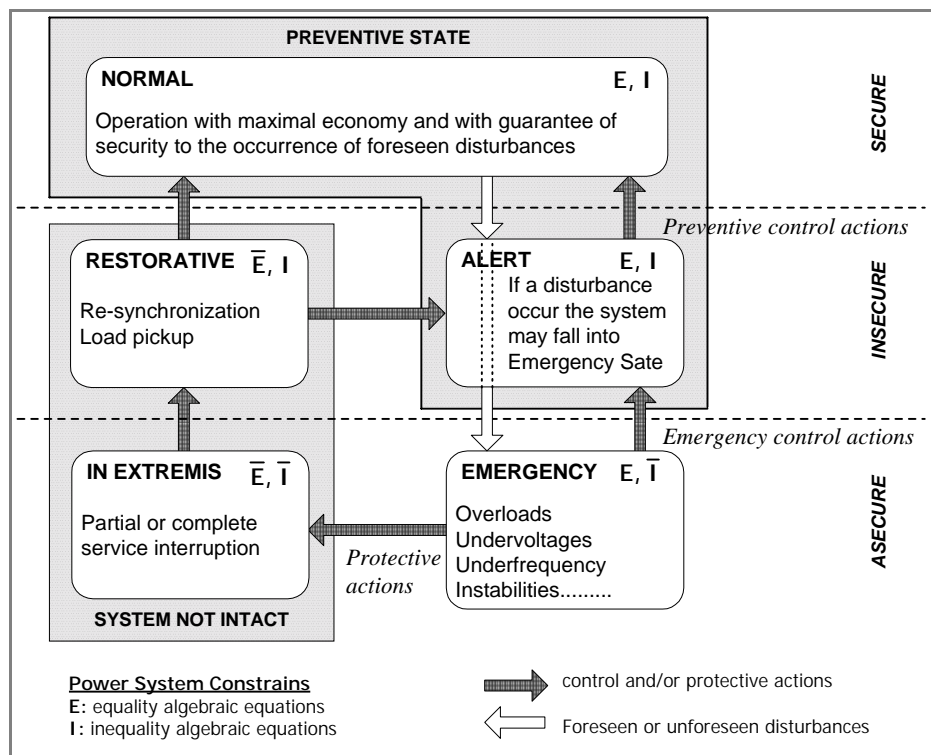 PREVENTIVE STATE
NORMAL E, I
Operation with maximal economy and with guarantee of
security to the occurrence of foreseen disturbances
SECURE
Preventive control actions
RESTORATIVE E̅, I
Re-synchronization
Load pickup
ALERT E, I
If a disturbance
occur the system
may fall into
Emergency Sate
INSECURE
Emergency control actions
IN EXTREMIS E̅, I̅
Partial or complete
service interruption
SYSTEM NOT INTACT
Protective
actions
EMERGENCY E, I̅
Overloads
Undervoltages
Underfrequency
Instabilities.........
ASECURE
Power System Constrains
E: equality algebraic equations
I: inequality algebraic equations
control and/or protective actions
Foreseen or unforeseen disturbances